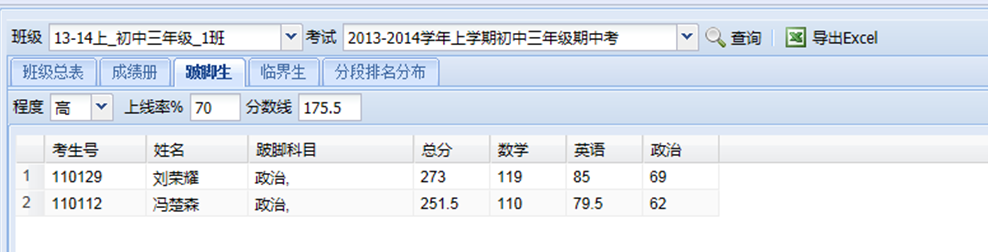 班级 13-14上_初中三年级_1班 考试 2013-2014学年上学期初中三年级期中考 查询 导出Excel
班级总表 成绩册 跛脚生 临界生 分段排名分布
程度 高 上线率% 70 分数线 175.5
考生号 姓名 跛脚科目 总分 数学 英语 政治
1 110129 刘荣耀 政治, 273 119 85 69
2 110112 冯楚森 政治, 251.5 110 79.5 62